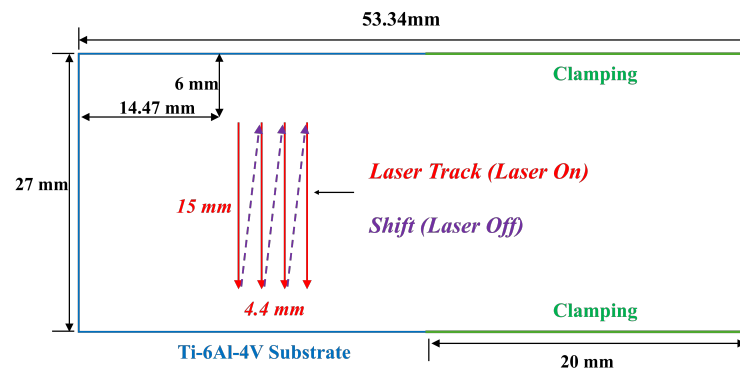 53.34mm
6 mm
Clamping
14.47 mm
27 mm
15 mm
Laser Track (Laser On)
Shift (Laser Off)
4.4 mm
Clamping
Ti-6Al-4V Substrate
20 mm